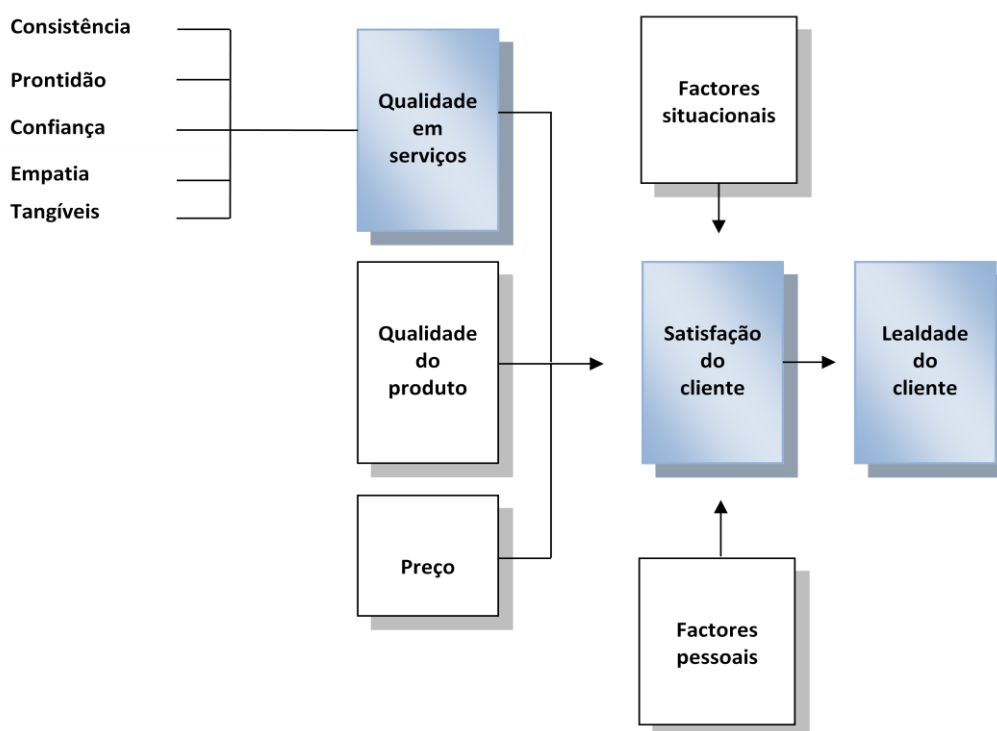 Consistência
Prontidão
Confiança
Empatia
Tangíveis
Qualidade
em
serviços
Qualidade
do
produto
Preço
Factores
situacionais
Satisfação
do
cliente
Factores
pessoais
Lealdade
do
cliente